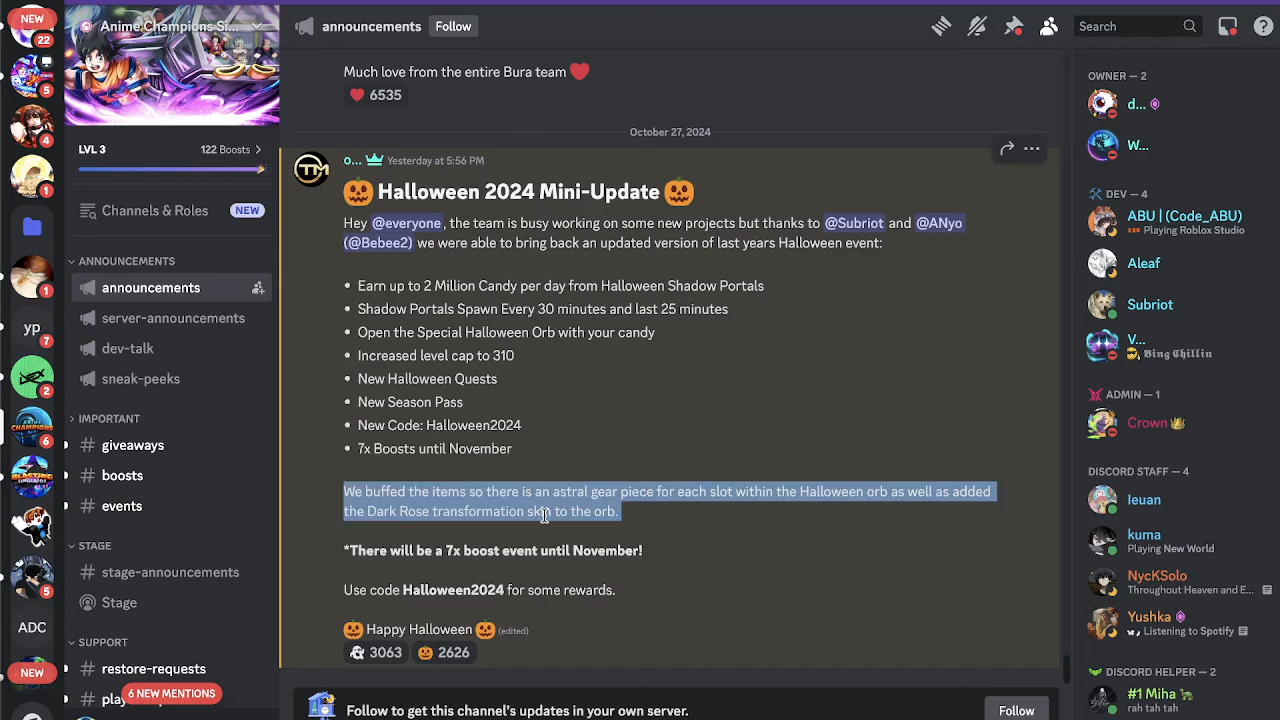 NEW
22
5
4
1
1
YP
7
2
6
5
ADC
NEW
Anime Champions Si...
LVL 3
122 Boosts
Channels & Roles
NEW
ANNOUNCEMENTS
announcements
server-announcements
dev-talk
sneak-peeks
IMPORTANT
giveaways
boosts
events
STAGE
stage-announcements
Stage
SUPPORT
restore-requests
6 NEW MENTIONS
announcements
Follow
Search
Much love from the entire Bura team ❤️
❤️ 6535
October 27, 2024
TM
o... Yesterday at 5:56 PM
🎃 Halloween 2024 Mini-Update 🎃
Hey @everyone, the team is busy working on some new projects but thanks to @Subriot and @ANyo
(@Bebee2) we were able to bring back an updated version of last years Halloween event:
• Earn up to 2 Million Candy per day from Halloween Shadow Portals
• Shadow Portals Spawn Every 30 minutes and last 25 minutes
• Open the Special Halloween Orb with your candy
• Increased level cap to 310
• New Halloween Quests
• New Season Pass
• New Code: Halloween2024
• 7x Boosts until November
We buffed the items so there is an astral gear piece for each slot within the Halloween orb as well as added
the Dark Rose transformation skin to the orb.
*There will be a 7x boost event until November!
Use code Halloween2024 for some rewards.
🎃 Happy Halloween 🎃 (edited)
👻 3063 🎃 2626
Follow to get this channel's updates in your own server.
Follow
OWNER — 2
d...
W...
DEV — 4
ABU | (Code_ABU)
Playing Roblox Studio
Aleaf
Subriot
V...
𝕭𝖎𝖓𝖌 𝕮𝖍𝖎𝖑𝖑𝖎𝖓
ADMIN — 1
Crown 👑
DISCORD STAFF — 4
Ieuan
kuma
Playing New World
NycKSolo
Throughout Heaven and E...
Yushka
Listening to Spotify
DISCORD HELPER — 2
#1 Miha 🦕
rah tah tah